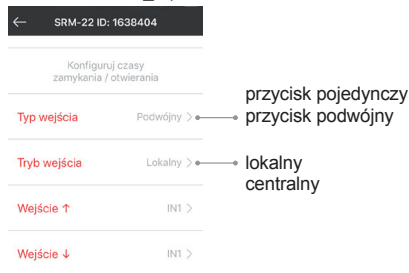 ← SRM-22 ID: 1638404
Konfiguruj czasy
zamykania / otwierania
Typ wejścia Podwójny >
przycisk pojedynczy
przycisk podwójny
Tryb wejścia Lokalny >
lokalny
centralny
Wejście ↑ IN1 >
Wejście ↓ IN1 >